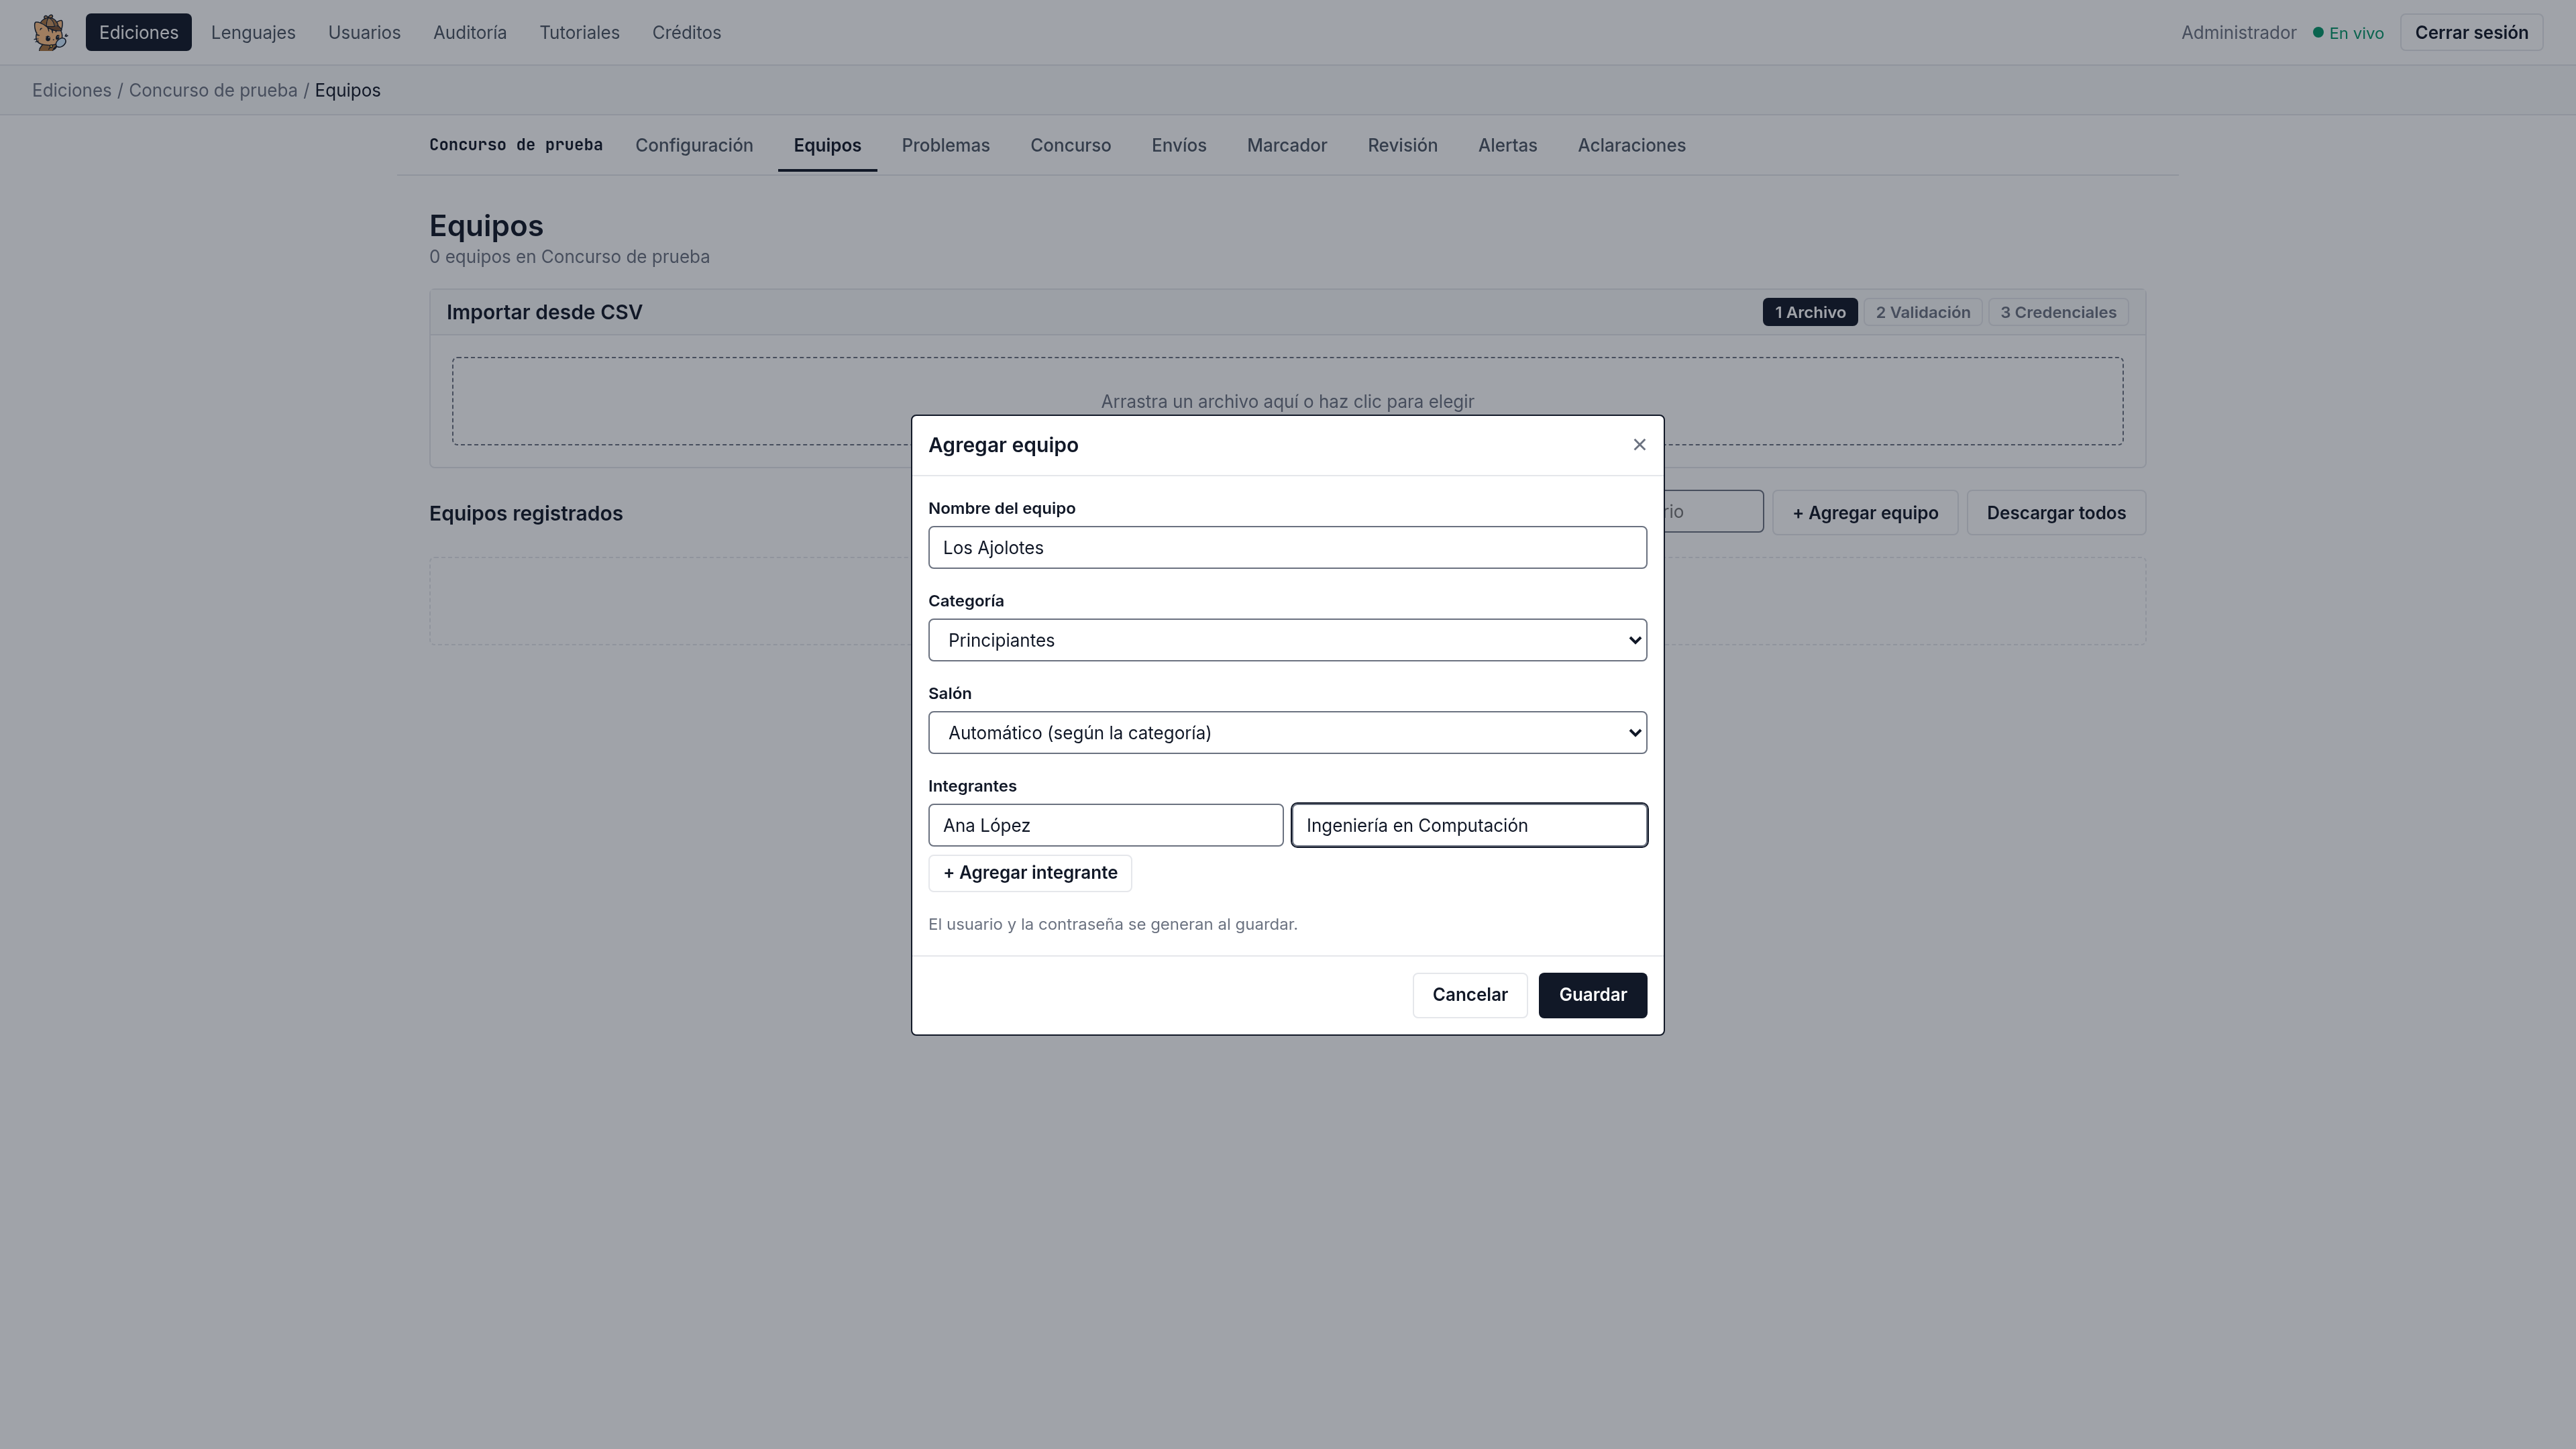 Ediciones Lenguajes Usuarios Auditoría Tutoriales Créditos Administrador En vivo Cerrar sesión
Ediciones / Concurso de prueba / Equipos
Concurso de prueba Configuración Equipos Problemas Concurso Envíos Marcador Revisión Alertas Aclaraciones
Equipos
0 equipos en Concurso de prueba
Importar desde CSV 1 Archivo 2 Validación 3 Credenciales
Arrastra un archivo aquí o haz clic para elegir
Equipos registrados + Agregar equipo Descargar todos
Agregar equipo ×
Nombre del equipo
Los Ajolotes
Categoría
Principiantes
Salón
Automático (según la categoría)
Integrantes
Ana López Ingeniería en Computación
+ Agregar integrante
El usuario y la contraseña se generan al guardar.
Cancelar Guardar